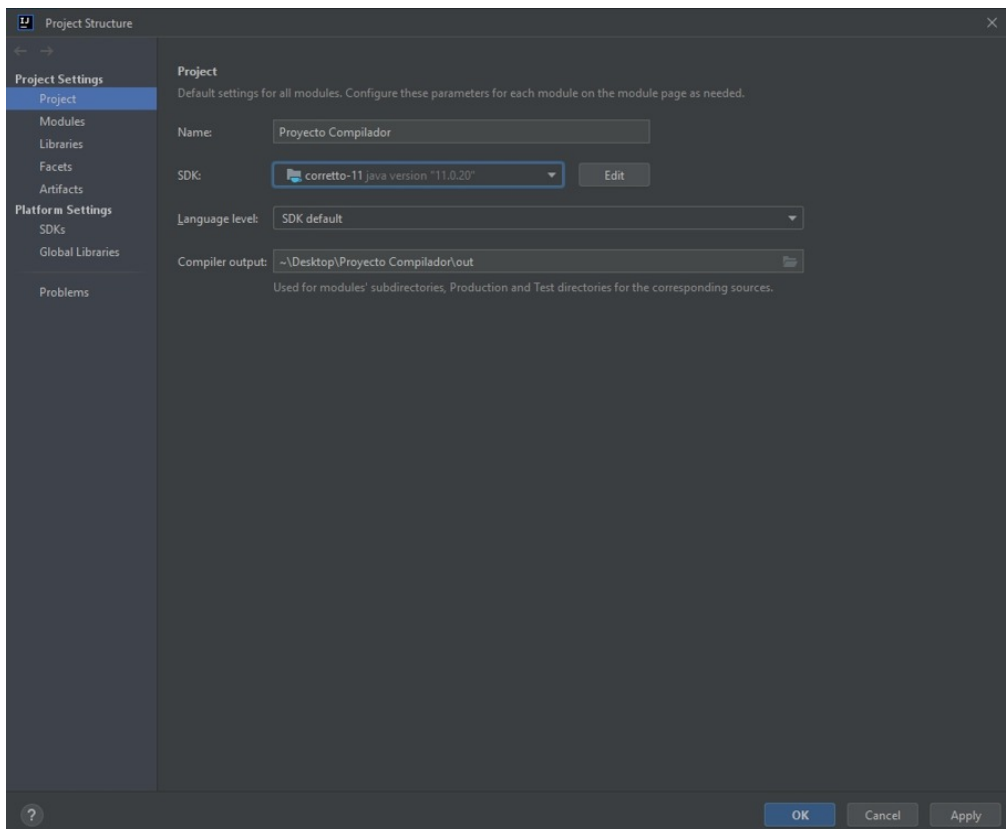 Project Structure
Project Settings
Project
Modules
Libraries
Facets
Artifacts
Platform Settings
SDKs
Global Libraries
Problems
Project
Default settings for all modules. Configure these parameters for each module on the module page as needed.
Name: Proyecto Compilador
SDK: corretto-11 java version "11.0.20" Edit
Language level: SDK default
Compiler output: ~\Desktop\Proyecto Compilador\out
Used for modules' subdirectories, Production and Test directories for the corresponding sources.
? OK Cancel Apply